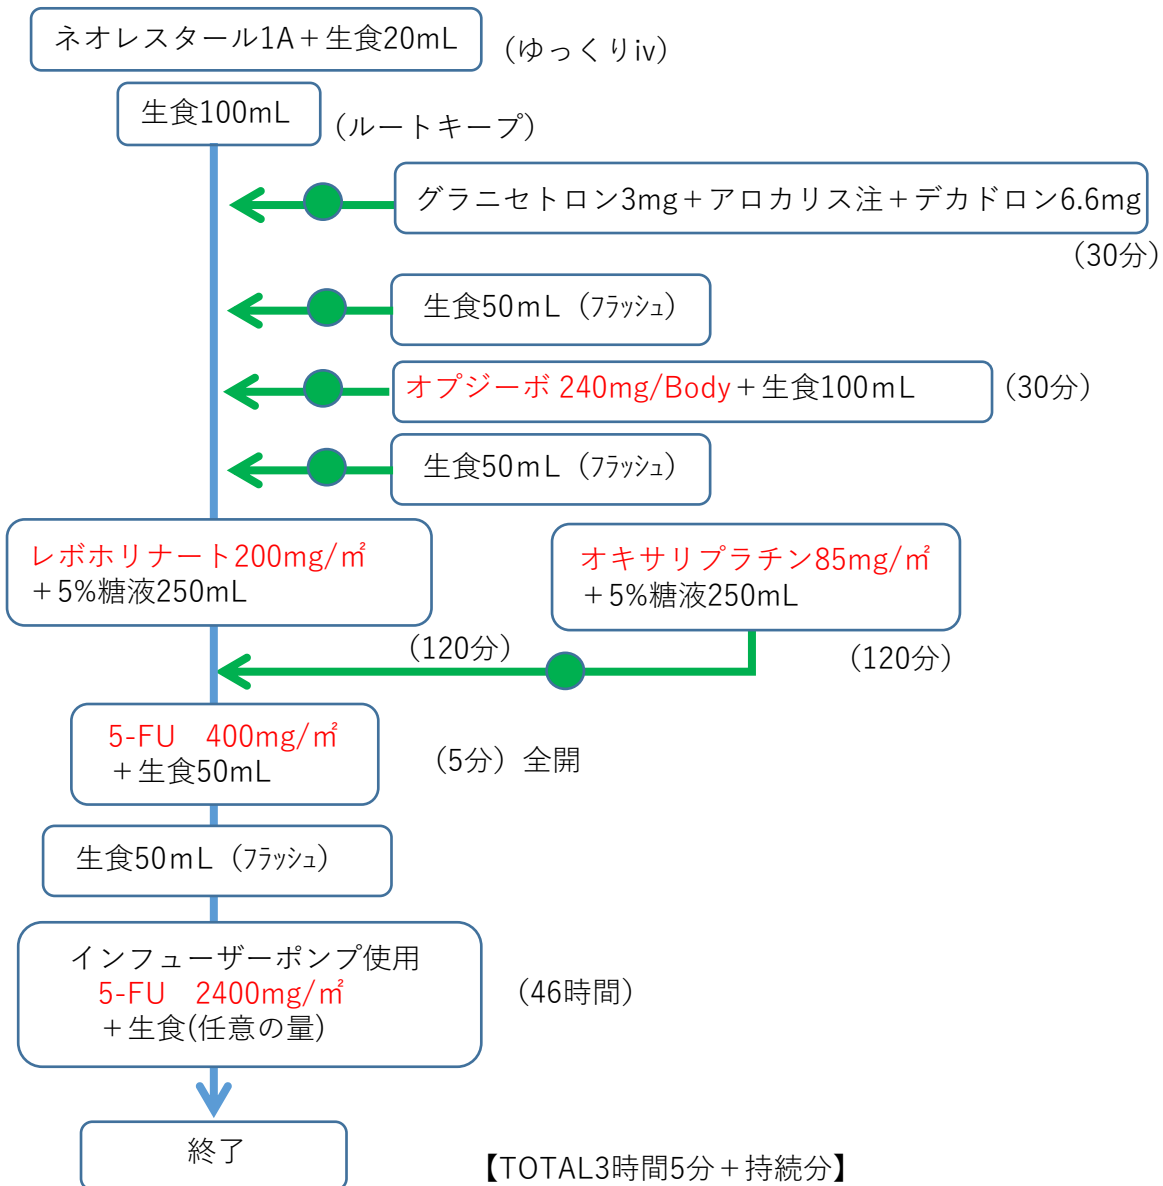 ネオレスタール1A＋生食20mL
（ゆっくりiv）
生食100mL
（ルートキープ）
グラニセトロン3mg＋アロカリス注＋デカドロン6.6mg
（30分）
生食50ｍL（ﾌﾗｯｼｭ）
オプジーボ 240mg/Body＋生食100ｍL
（30分）
生食50ｍL（ﾌﾗｯｼｭ）
レボホリナート200mg/㎡
＋5%糖液250mL
オキサリプラチン85mg/㎡
＋5%糖液250mL
（120分）
（120分）
5-FU　400mg/㎡
＋生食50mL
（5分）全開
生食50ｍL（ﾌﾗｯｼｭ）
インフューザーポンプ使用
5-FU　2400mg/㎡
＋生食(任意の量)
（46時間）
終了
【TOTAL3時間5分＋持続分】